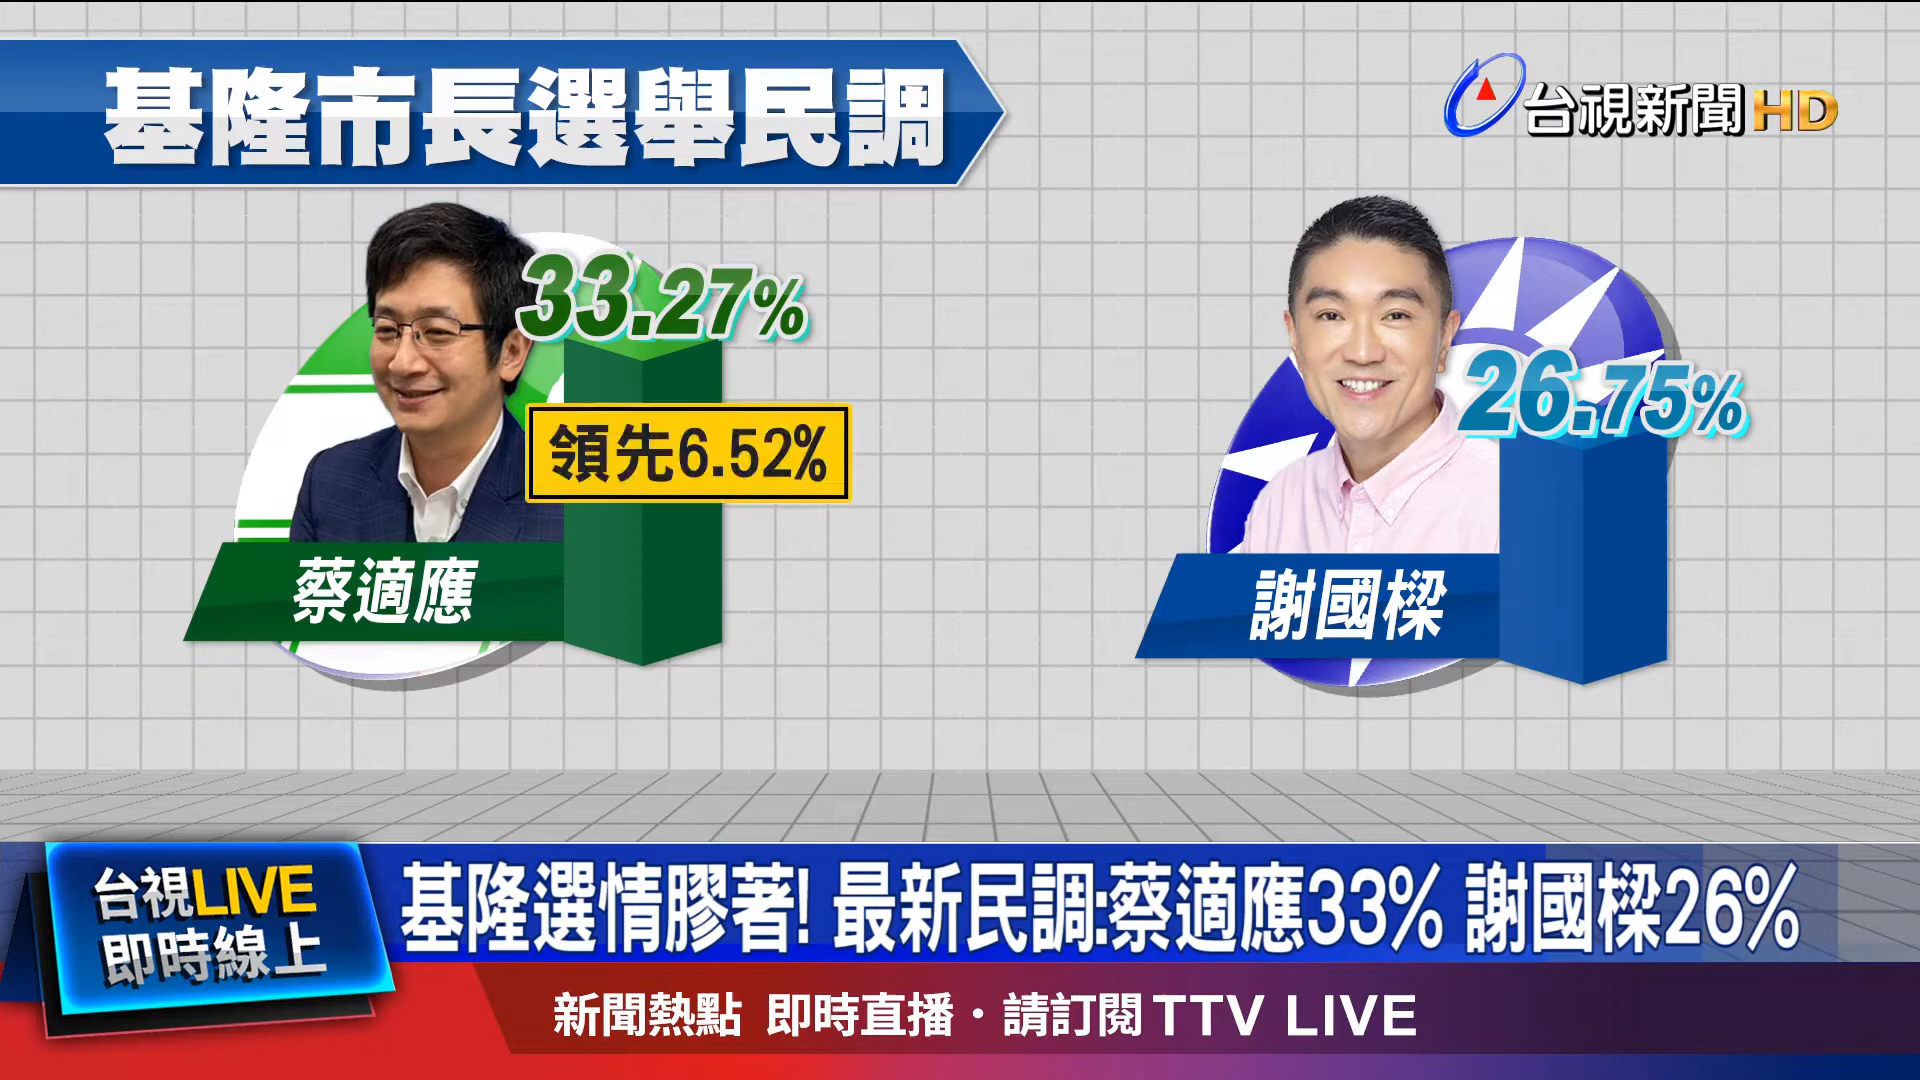 基隆市長選舉民調
台視新聞HD
33.27%
領先6.52%
蔡適應
26.75%
謝國樑
台視LIVE
即時線上
基隆選情膠著! 最新民調:蔡適應33% 謝國樑26%
新聞熱點 即時直播・請訂閱TTV LIVE